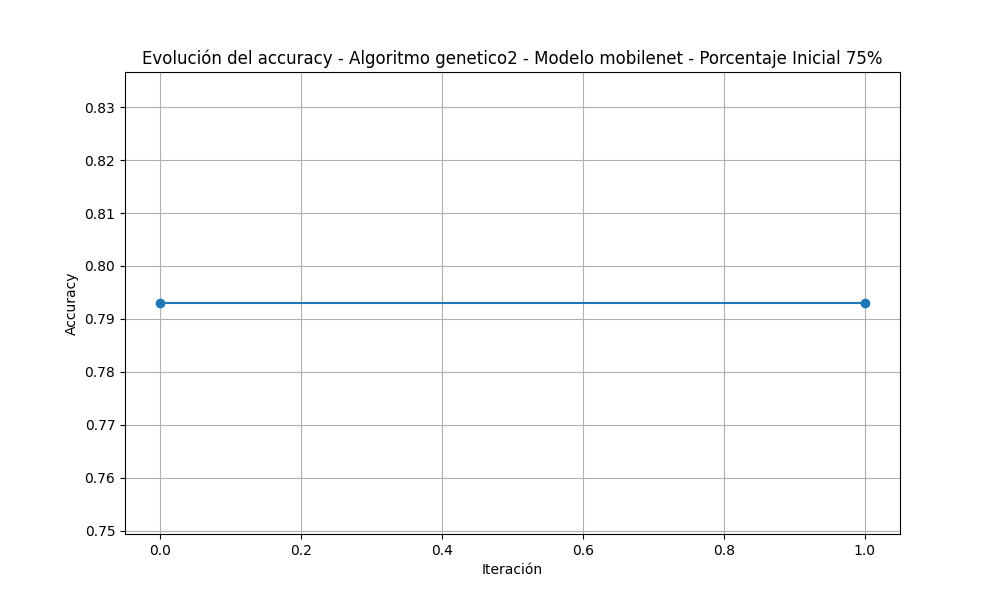 Evolución del accuracy - Algoritmo genetico2 - Modelo mobilenet - Porcentaje Inicial 75%
0.83
0.82
0.81
0.80
0.79
0.78
0.77
0.76
0.75
Accuracy
0.0 0.2 0.4 0.6 0.8 1.0
Iteración